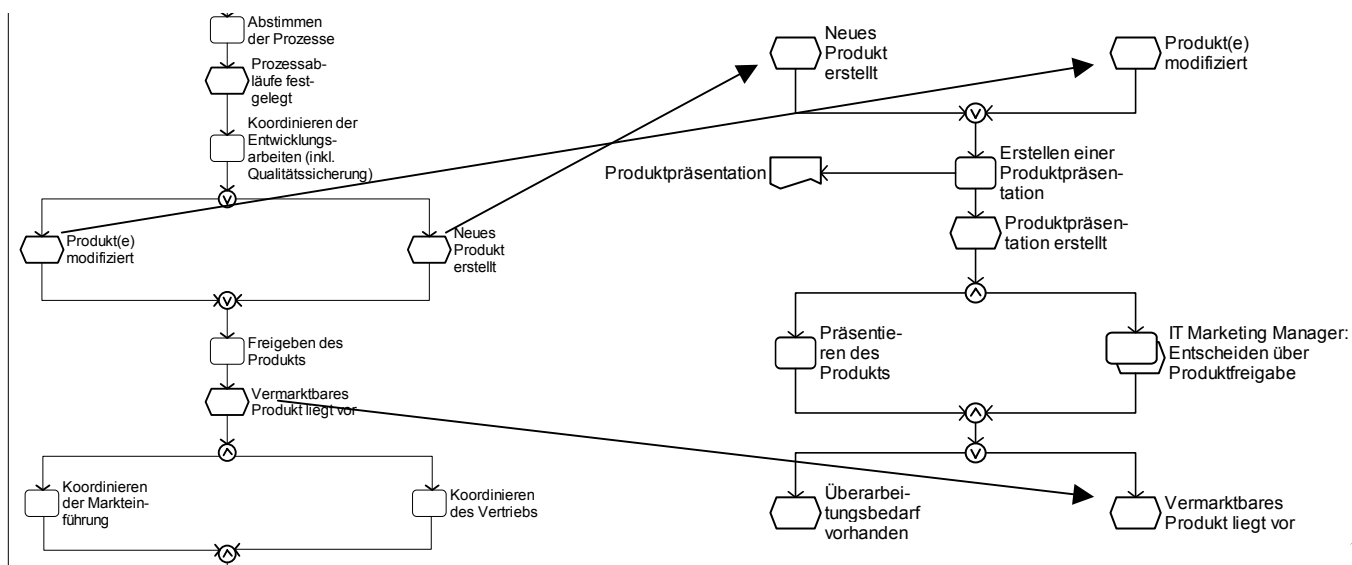 Abstimmen
der Prozesse
Prozessab-
läufe fest-
gelegt
Koordinieren der
Entwicklungs-
arbeiten (inkl.
Qualitätssicherung)
Produkt(e)
modifiziert
Neues
Produkt
erstellt
Freigeben des
Produkts
Vermarktbares
Produkt liegt vor
Koordinieren
der Marktein-
führung
Koordinieren
des Vertriebs
Neues
Produkt
erstellt
Produkt(e)
modifiziert
Produktpräsentation
Erstellen einer
Produktpräsen-
tation
Produktpräsen-
tation erstellt
Präsentie-
ren des
Produkts
IT Marketing Manager:
Entscheiden über
Produktfreigabe
Überarbei-
tungsbedarf
vorhanden
Vermarktbares
Produkt liegt vor